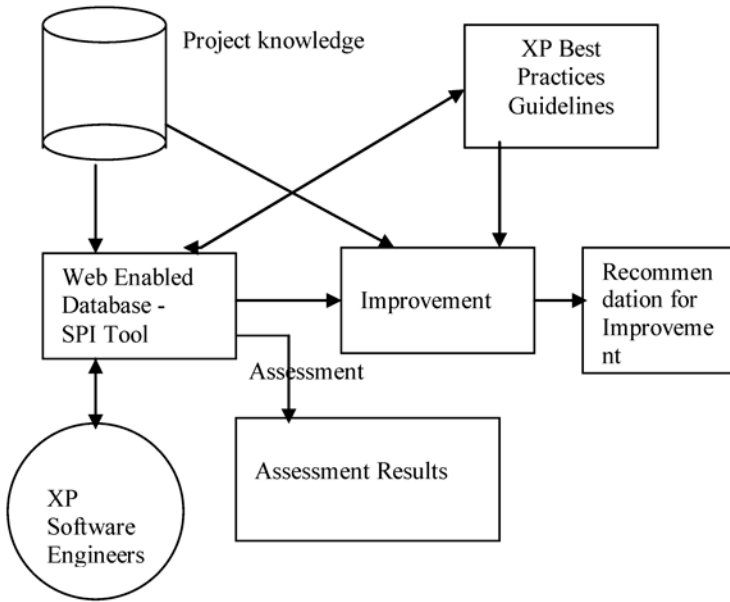 Project knowledge
XP Best
Practices
Guidelines
Web Enabled
Database -
SPI Tool
Improvement
Recommen
dation for
Improveme
nt
Assessment
Assessment Results
XP
Software
Engineers